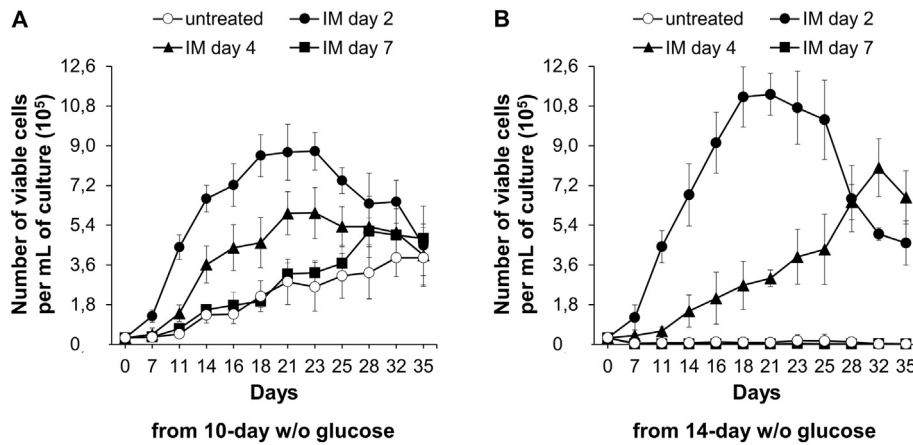 A
untreated
IM day 2
IM day 4
IM day 7
Number of viable cells
per mL of culture (10⁵)
12,6
10,8
9,0
7,2
5,4
3,6
1,8
0
0 7 11 14 16 18 21 23 25 28 32 35
Days
from 10-day w/o glucose
B
untreated
IM day 2
IM day 4
IM day 7
Number of viable cells
per mL of culture (10⁵)
12,6
10,8
9,0
7,2
5,4
3,6
1,8
0
0 7 11 14 16 18 21 23 25 28 32 35
Days
from 14-day w/o glucose